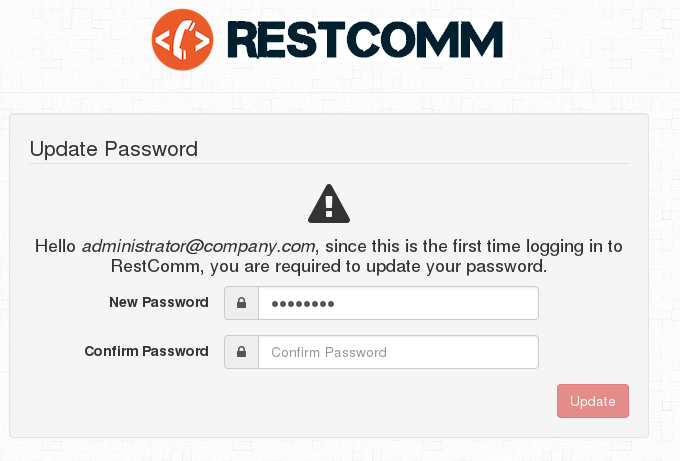 RESTCOMM
Update Password
Hello administrator@company.com, since this is the first time logging in to
RestComm, you are required to update your password.
New Password ••••••••
Confirm Password Confirm Password
Update